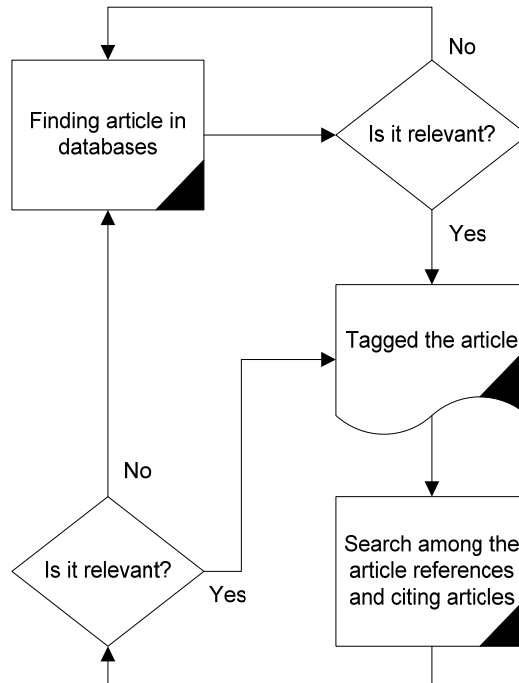 No
Finding article in
databases
Is it relevant?
Yes
Tagged the article
No
Is it relevant?
Yes
Search among the
article references
and citing articles